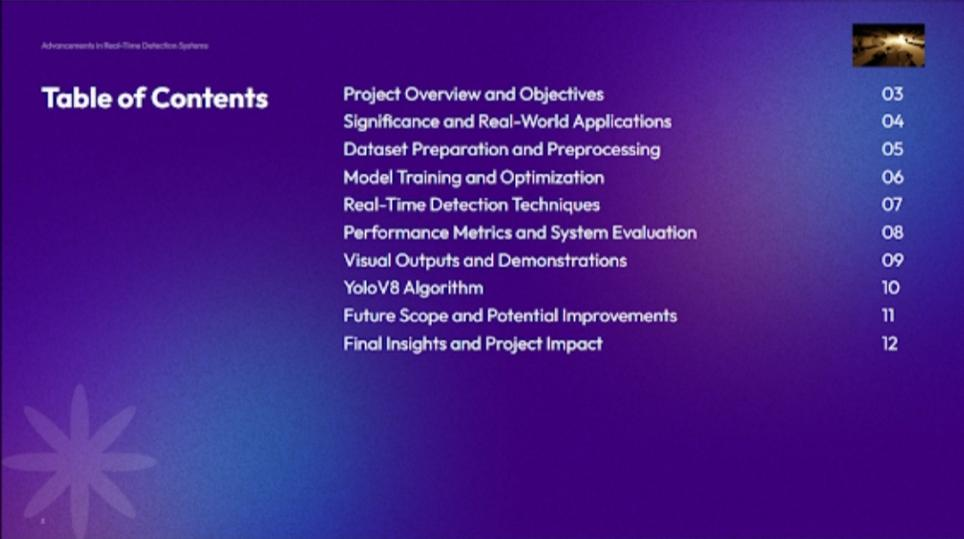 Advancements in Real-Time Detection Systems
Table of Contents
Project Overview and Objectives 03
Significance and Real-World Applications 04
Dataset Preparation and Preprocessing 05
Model Training and Optimization 06
Real-Time Detection Techniques 07
Performance Metrics and System Evaluation 08
Visual Outputs and Demonstrations 09
YoloV8 Algorithm 10
Future Scope and Potential Improvements 11
Final Insights and Project Impact 12